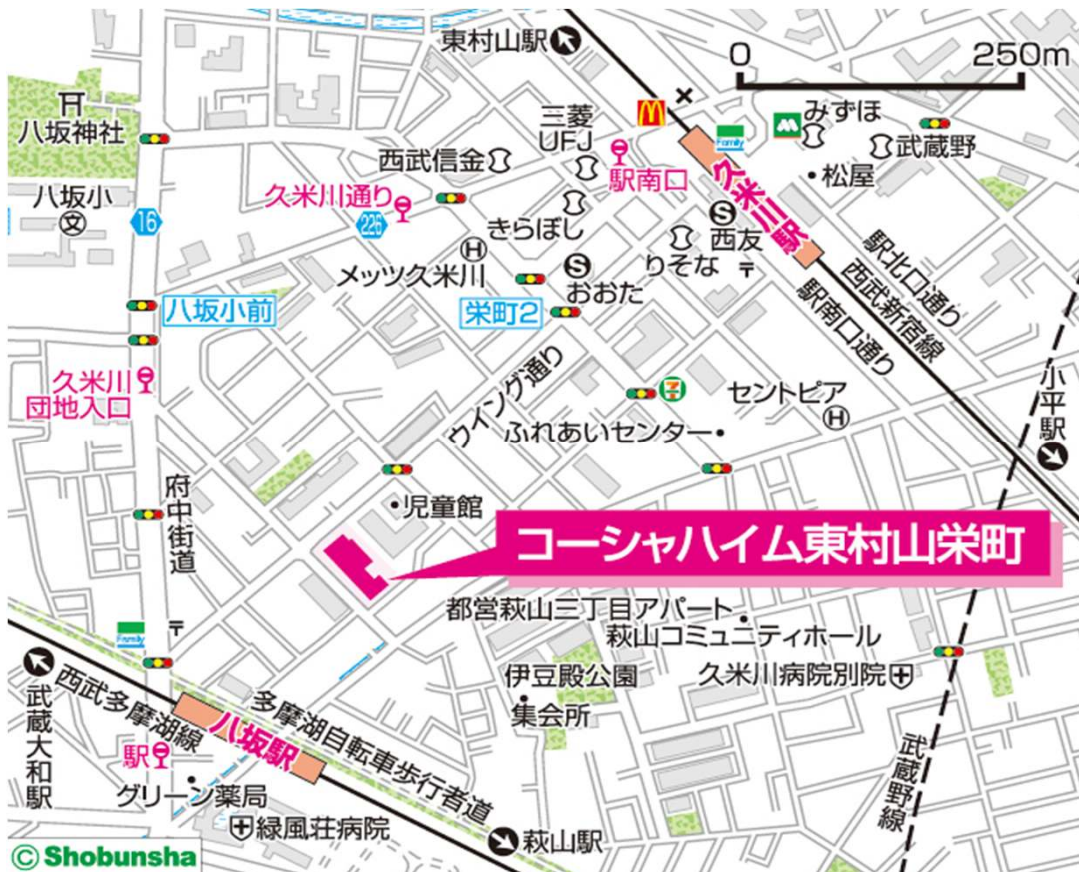 東村山駅
0 250m
八坂神社
三菱
UFJ
みずほ
Family
武蔵野
西武信金
駅南口
松屋
八坂小
文
久米川通り
16
226
きらぼし
久米川駅
S
西友
りそな
〒
H
メッツ久米川
S
おおた
駅北口通り
西武新宿線
駅南口通り
八坂小前
栄町2
久米川
団地入口
ウイング通り
7
セントピア
H
小平駅
ふれあいセンター
府中街道
児童館
コーシャハイム東村山栄町
都営萩山三丁目アパート
萩山コミュニティホール
Family
〒
伊豆殿公園
久米川病院別院
集会所
武蔵大和駅
西武多摩湖線
八坂駅
多摩湖自転車歩行者道
武蔵野線
駅
グリーン薬局
緑風荘病院
萩山駅
© Shobunsha